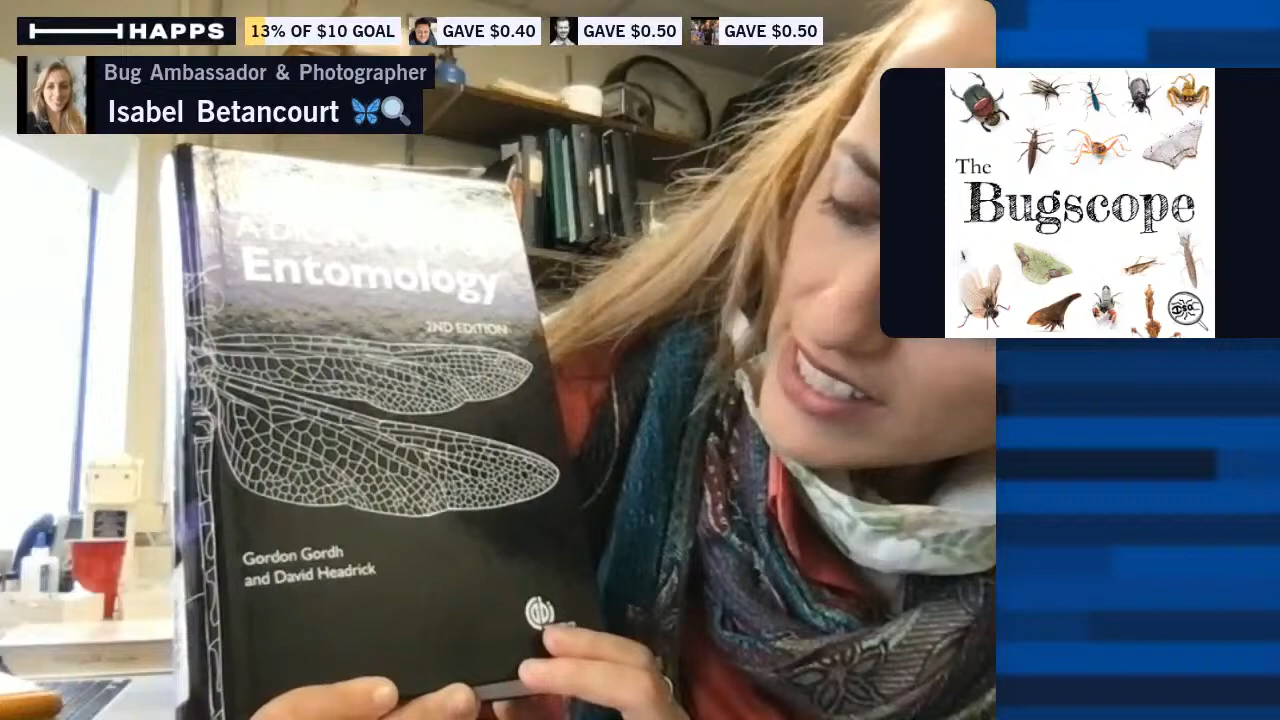 HAPPS
13% OF $10 GOAL
GAVE $0.40
GAVE $0.50
GAVE $0.50
Bug Ambassador & Photographer
Isabel Betancourt 🦋🔍
The
Bugscope
Entomology
2ND EDITION
Gordon Gordh
and David Headrick
cabi